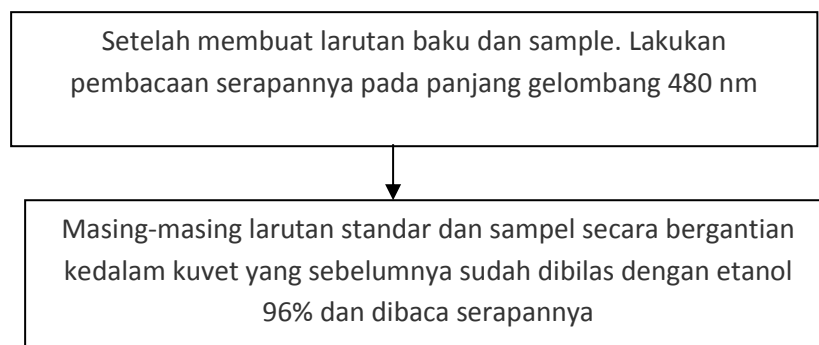 Setelah membuat larutan baku dan sample. Lakukan
pembacaan serapannya pada panjang gelombang 480 nm
Masing-masing larutan standar dan sampel secara bergantian
kedalam kuvet yang sebelumnya sudah dibilas dengan etanol
96% dan dibaca serapannya